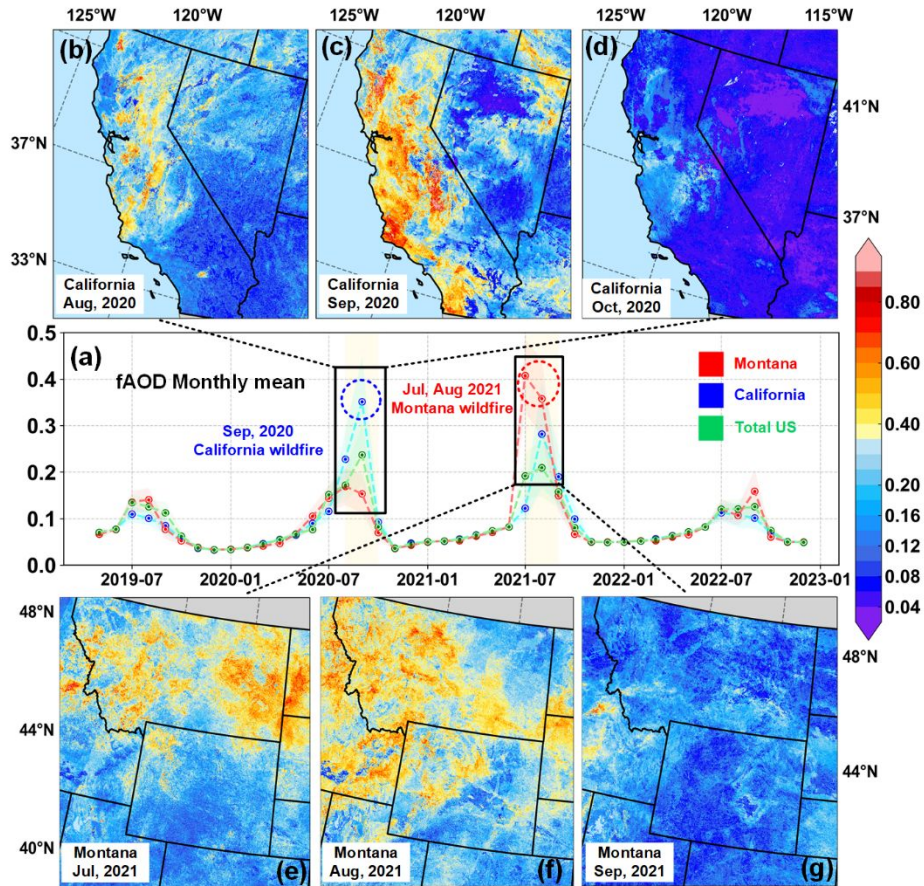 125°W 120°W 125°W 120°W 120°W 115°W
(b) (c) (d)
41°N
37°N
37°N
33°N
California
Aug, 2020
California
Sep, 2020
California
Oct, 2020
0.80
0.60
0.40
0.20
0.16
0.12
0.08
0.04
0.5
0.4
0.3
0.2
0.1
0.0
(a)
fAOD Monthly mean
Sep, 2020
California wildfire
Jul, Aug 2021
Montana wildfire
Montana
California
Total US
2019-07 2020-01 2020-07 2021-01 2021-07 2022-01 2022-07 2023-01
48°N
44°N
40°N
48°N
44°N
Montana
Jul, 2021
(e)
Montana
Aug, 2021
(f)
Montana
Sep, 2021
(g)